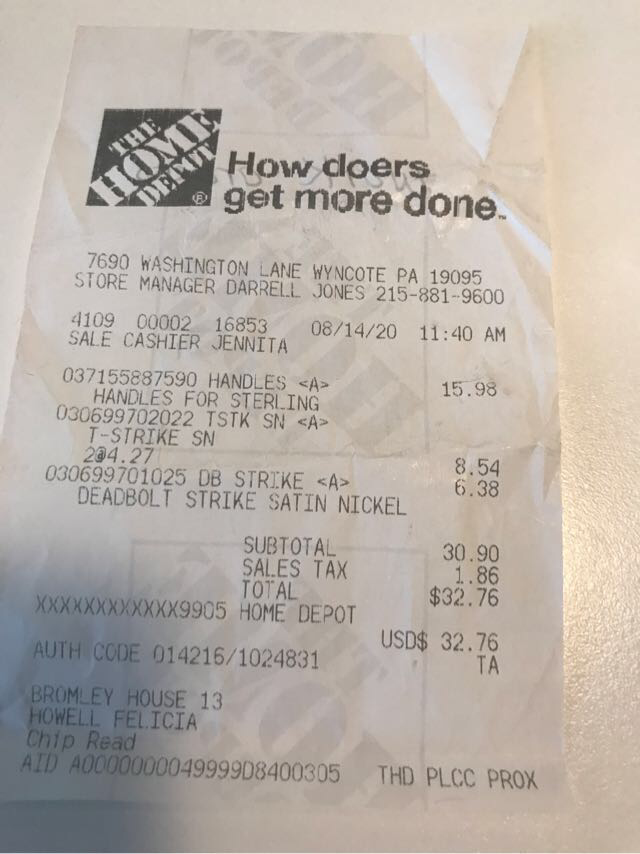 THE
HOME
DEPOT
®
How doers
get more done™
7690 WASHINGTON LANE WYNCOTE PA 19095
STORE MANAGER DARRELL JONES 215-881-9600
4109 00002 16853 08/14/20 11:40 AM
SALE CASHIER JENNITA
037155887590 HANDLES <A> 15.98
HANDLES FOR STERLING
030699702022 TSTK SN <A>
T-STRIKE SN
2@4.27 8.54
030699701025 DB STRIKE <A> 6.38
DEADBOLT STRIKE SATIN NICKEL
SUBTOTAL 30.90
SALES TAX 1.86
TOTAL $32.76
XXXXXXXXXXXX9905 HOME DEPOT
USD$ 32.76
AUTH CODE 014216/1024831 TA
BROMLEY HOUSE 13
HOWELL FELICIA
Chip Read
AID A0000000049999D8400305 THD PLCC PROX